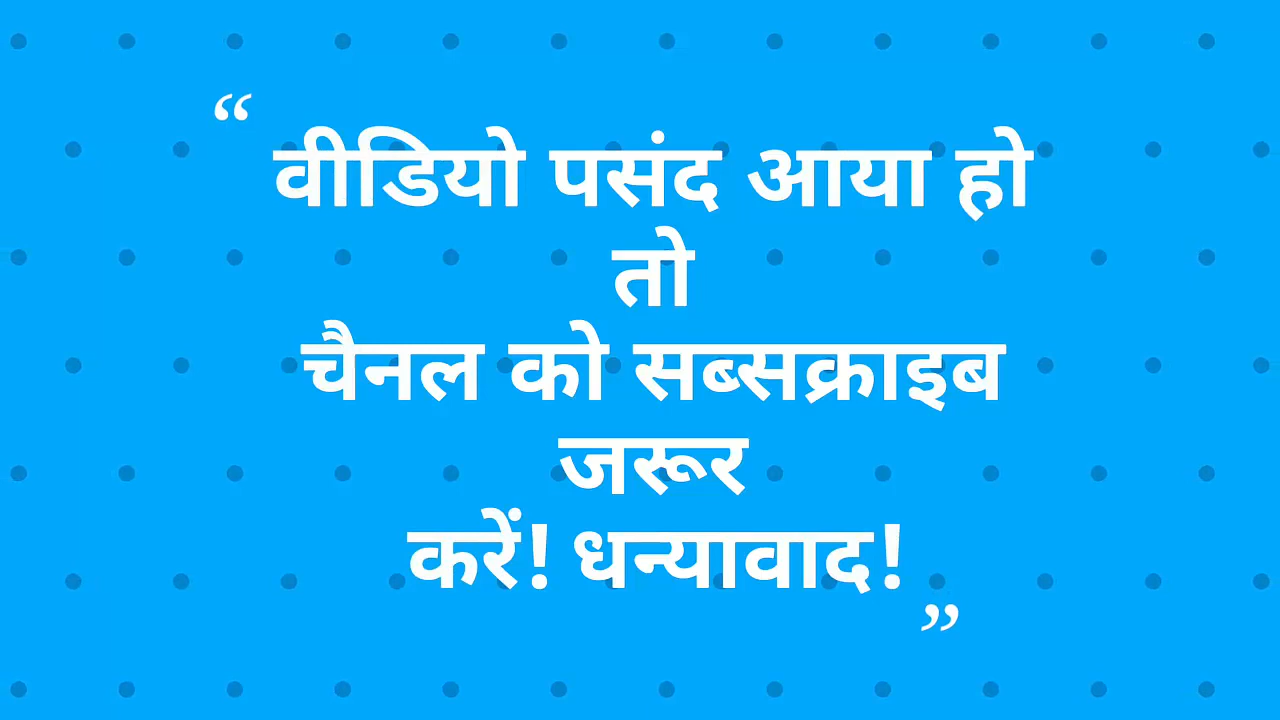 “ वीडियो पसंद आया हो
तो
चैनल को सब्सक्राइब
जरूर
करें! धन्यावाद! ”